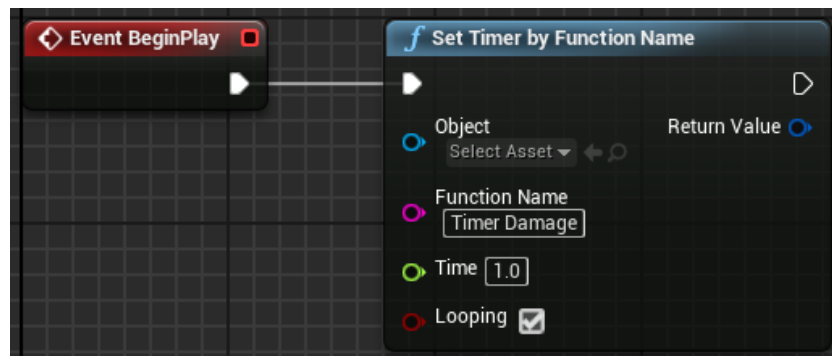 Event BeginPlay
f Set Timer by Function Name
Object
Return Value
Select Asset
Function Name
Timer Damage
Time 1.0
Looping